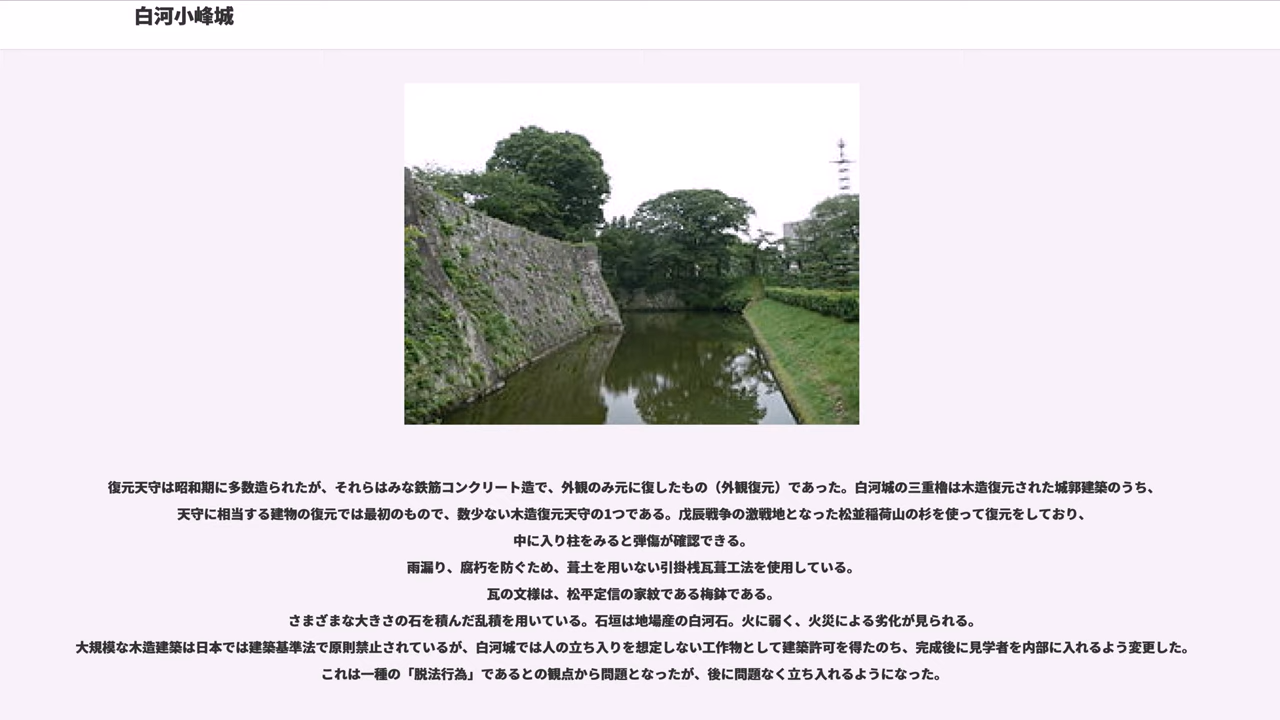 白河小峰城
復元天守は昭和期に多数造られたが、それらはみな鉄筋コンクリート造で、外観のみ元に復したもの（外観復元）であった。白河城の三重櫓は木造復元された城郭建築のうち、
天守に相当する建物の復元では最初のもので、数少ない木造復元天守の1つである。戊辰戦争の激戦地となった松並稲荷山の杉を使って復元をしており、
中に入り柱をみると弾傷が確認できる。
雨漏り、腐朽を防ぐため、葺土を用いない引掛桟瓦葺工法を使用している。
瓦の文様は、松平定信の家紋である梅鉢である。
さまざまな大きさの石を積んだ乱積を用いている。石垣は地場産の白河石。火に弱く、火災による劣化が見られる。
大規模な木造建築は日本では建築基準法で原則禁止されているが、白河城では人の立ち入りを想定しない工作物として建築許可を得たのち、完成後に見学者を内部に入れるよう変更した。
これは一種の「脱法行為」であるとの観点から問題となったが、後に問題なく立ち入れるようになった。